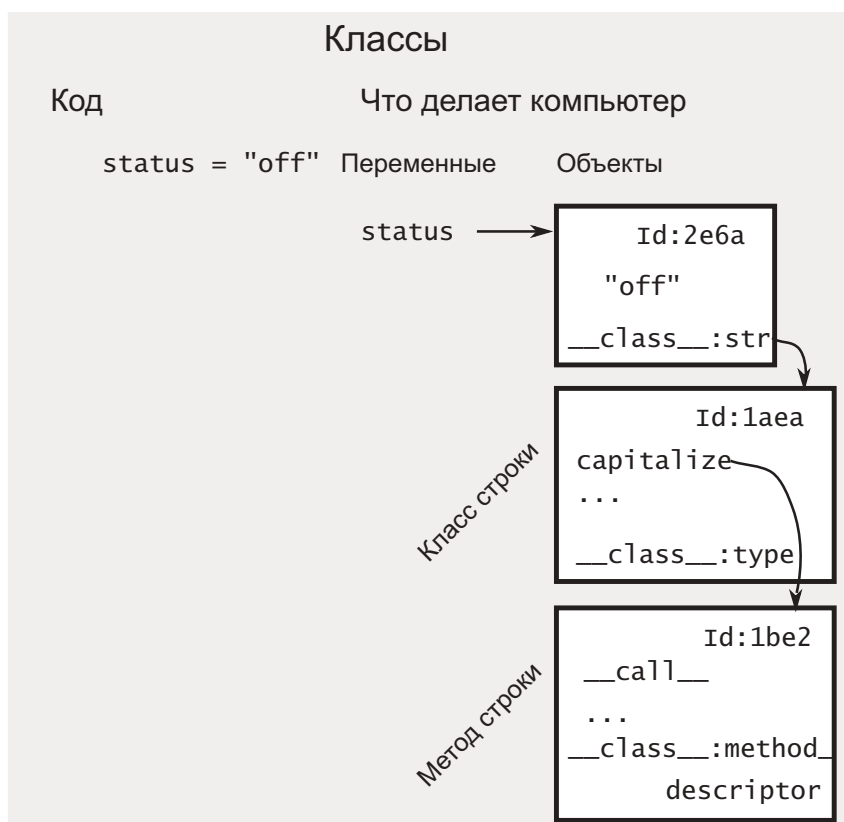 Классы
Код
Что делает компьютер
status = "off"
Переменные
Объекты
status
Id:2e6a
"off"
__class__:str
Класс строки
Id:1aea
capitalize
...
__class__:type
Метод строки
Id:1be2
__call__
...
__class__:method_
descriptor